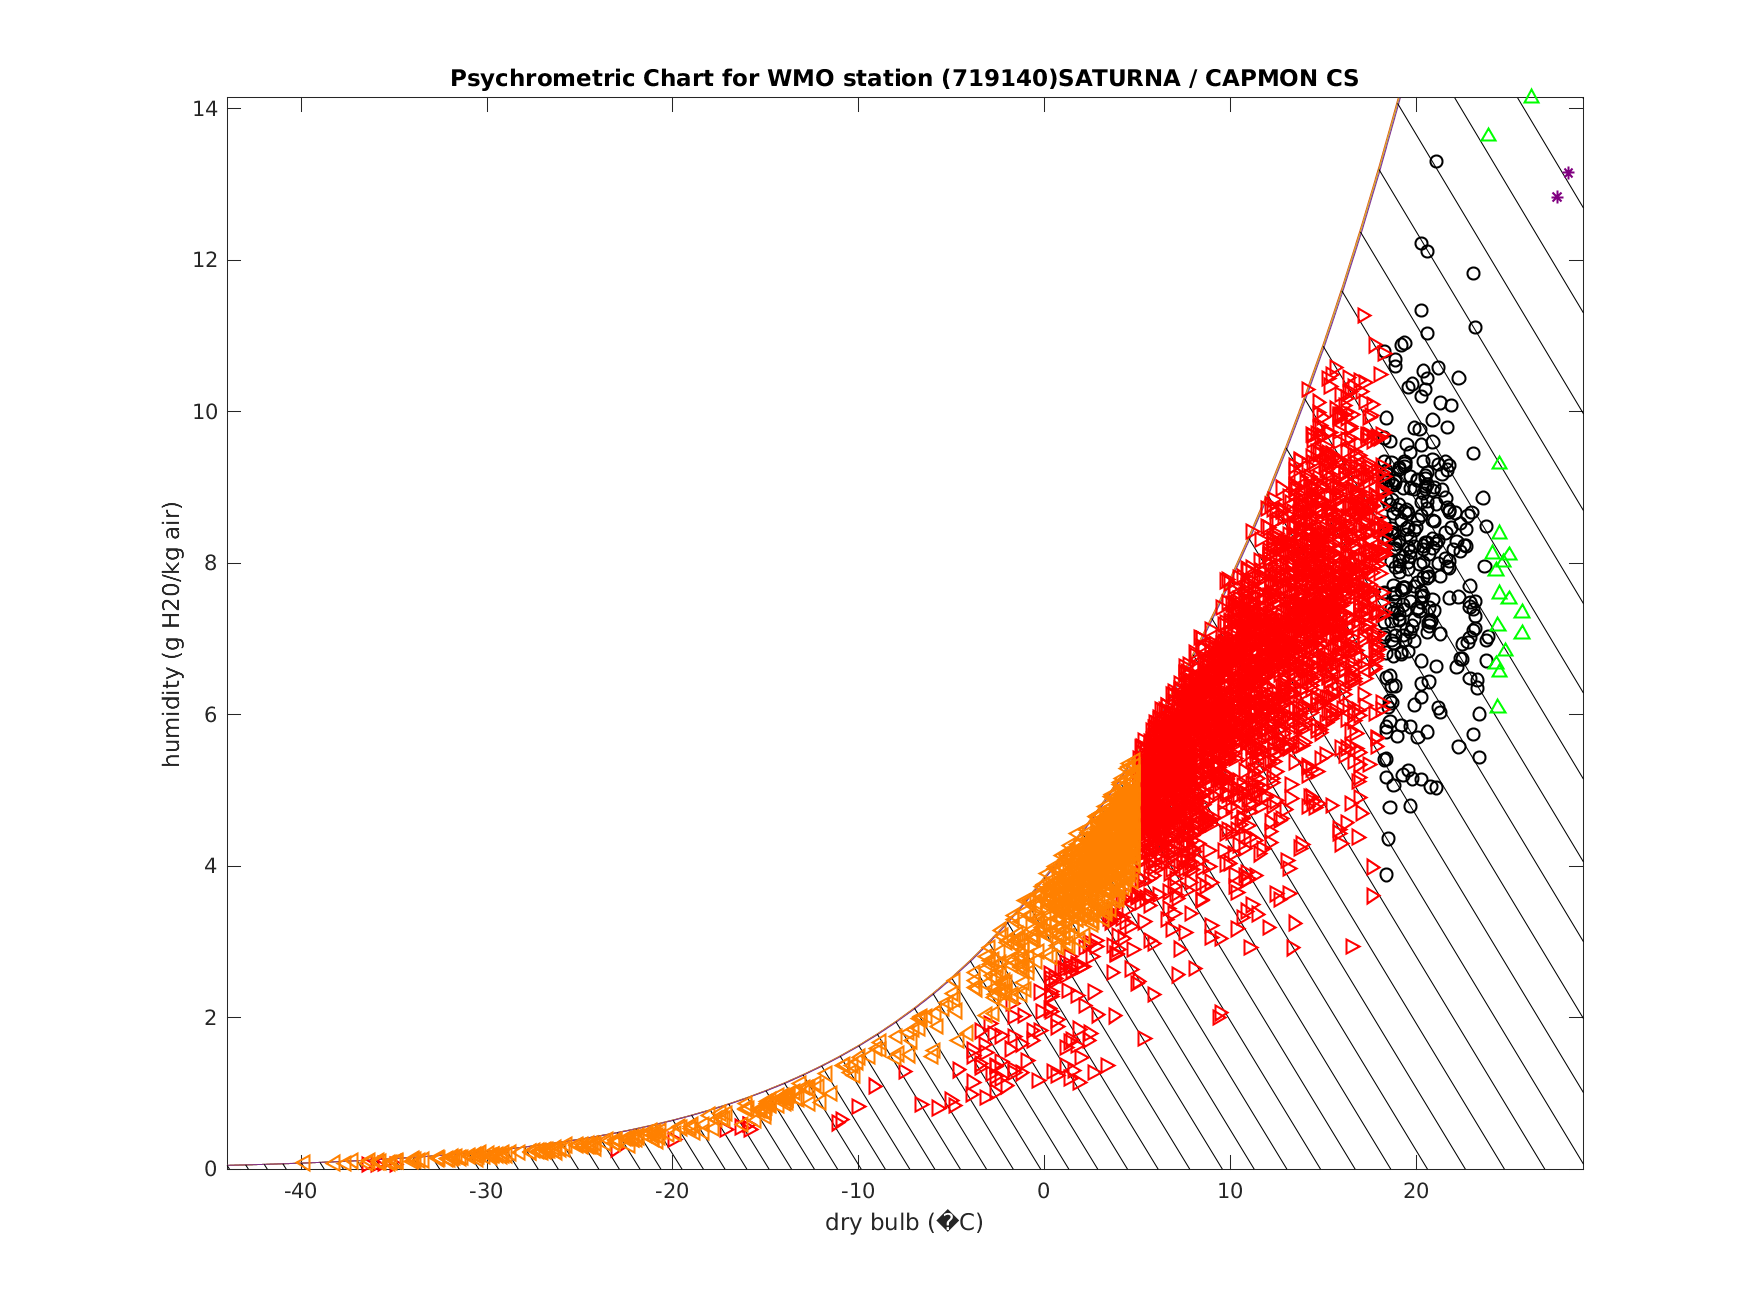 Psychrometric Chart for WMO station (719140)SATURNA / CAPMON CS
14
12
10
8
6
4
2
0
humidity (g H20/kg air)
-40 -30 -20 -10 0 10 20
dry bulb (�C)